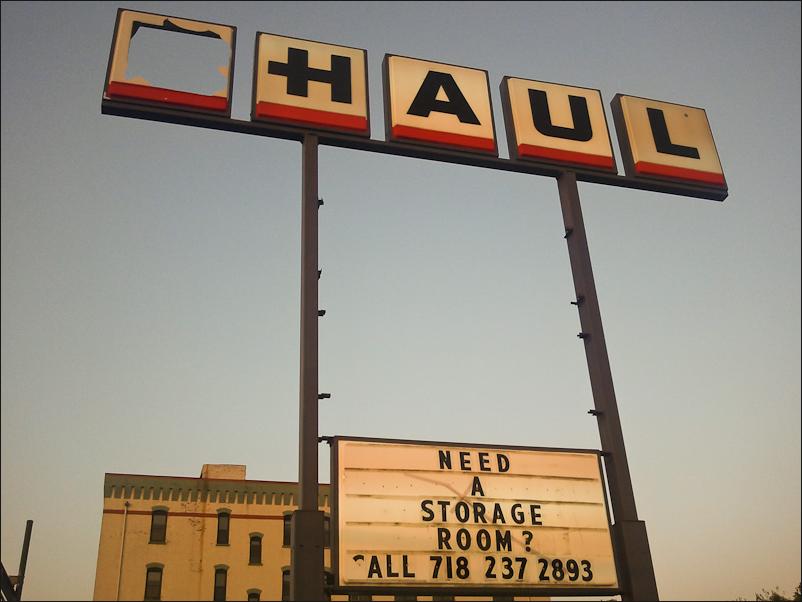 -HAUL
NEED
A
STORAGE
ROOM?
CALL 718 237 2893